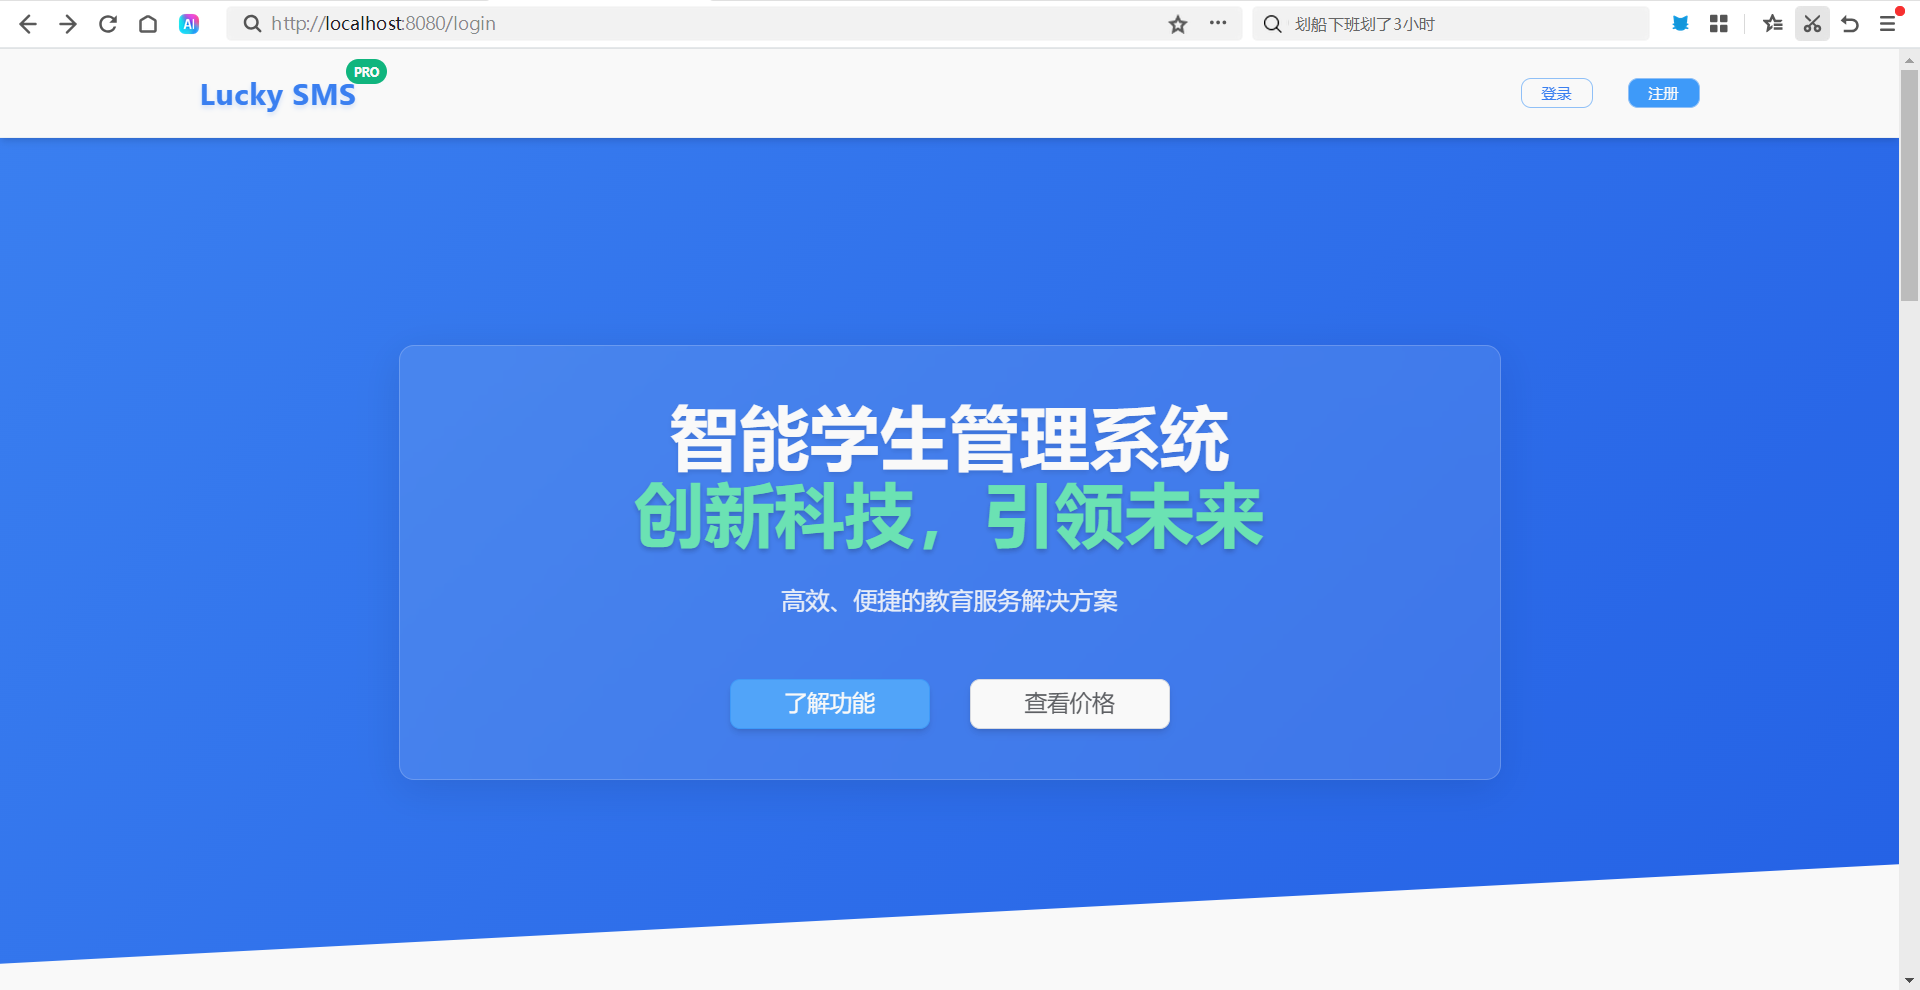 AI
http://localhost:8080/login
划船下班划了3小时
Lucky SMS
PRO
登录
注册
智能学生管理系统
创新科技，引领未来
高效、便捷的教育服务解决方案
了解功能
查看价格